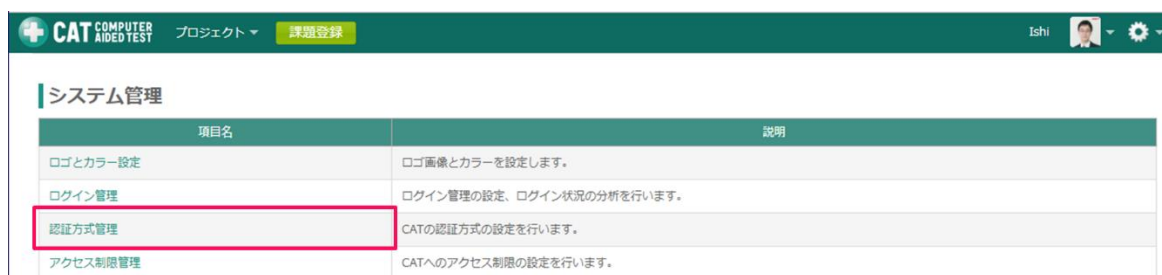 CAT COMPUTER AIDED TEST プロジェクト 課題登録 Ishi
システム管理
項目名 説明
ロゴとカラー設定 ロゴ画像とカラーを設定します。
ログイン管理 ログイン管理の設定、ログイン状況の分析を行います。
認証方式管理 CATの認証方式の設定を行います。
アクセス制限管理 CATへのアクセス制限の設定を行います。